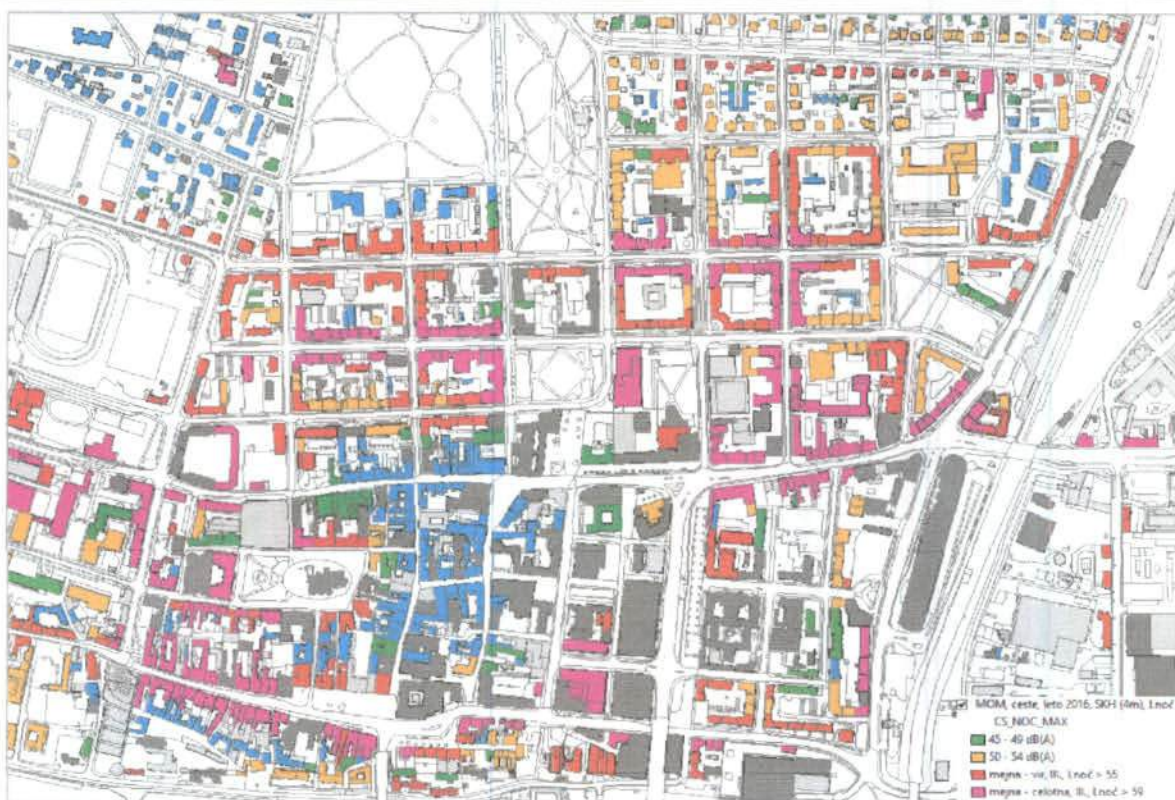 MOM, ceste, leto 2016, SKH (4m), Lnoč
CS_NOC_MAX
45 - 49 dB(A)
50 - 54 dB(A)
mejna - vir, III., Lnoč > 55
mejna - celotna, III., Lnoč > 59